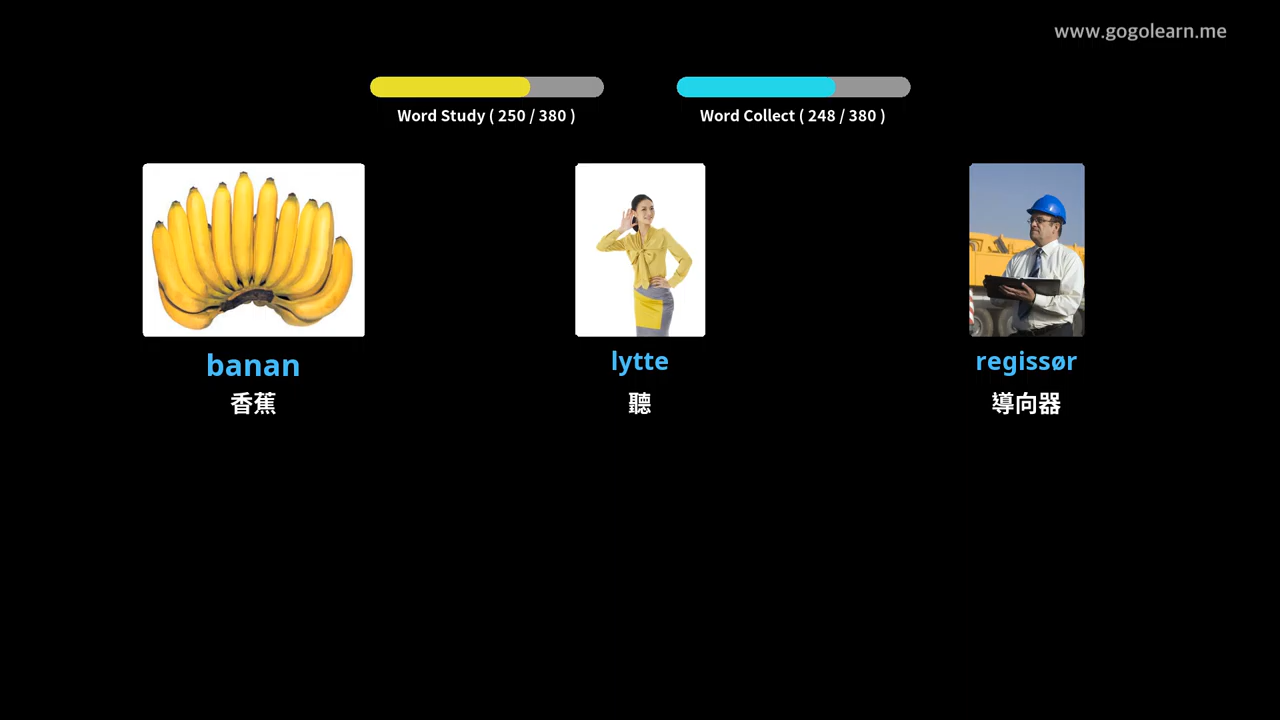 www.gogolearn.me
Word Study ( 250 / 380 )
Word Collect ( 248 / 380 )
banan
lytte
regissør
香蕉
聽
導向器